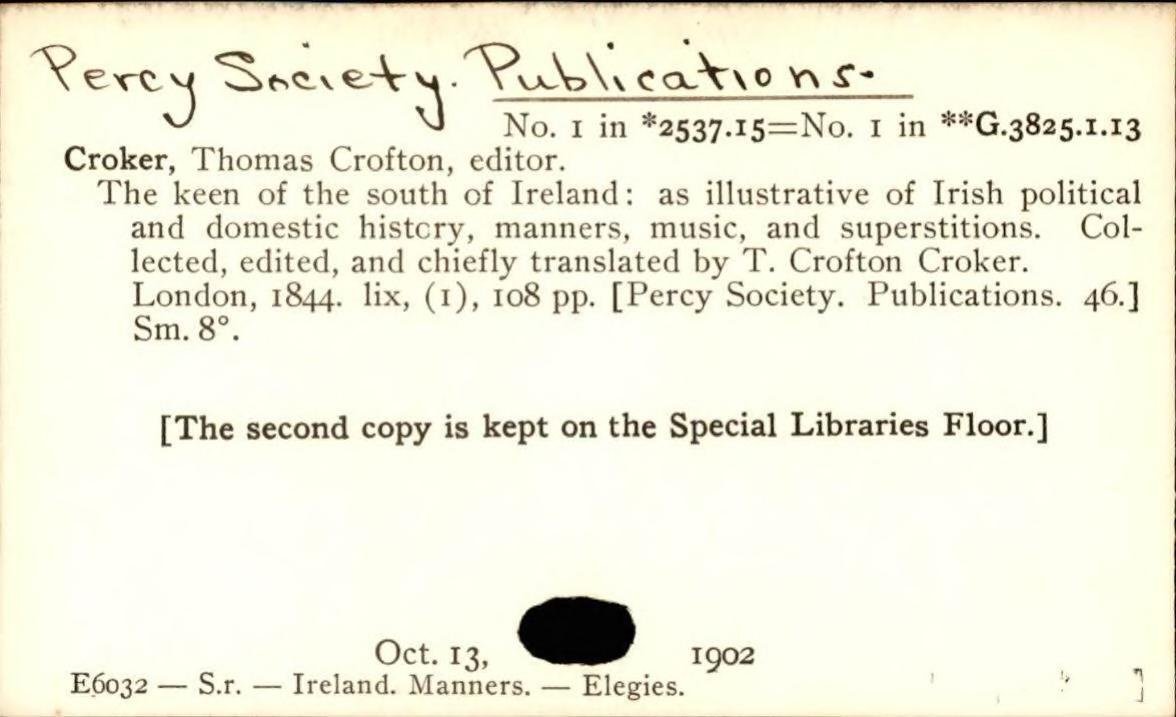 Percy Society. Publications.
No. 1 in *2537.15=No. 1 in **G.3825.1.13
Croker, Thomas Crofton, editor.
The keen of the south of Ireland: as illustrative of Irish political
and domestic history, manners, music, and superstitions. Col-
lected, edited, and chiefly translated by T. Crofton Croker.
London, 1844. lix, (1), 108 pp. [Percy Society. Publications. 46.]
Sm. 8°.
[The second copy is kept on the Special Libraries Floor.]
Oct. 13, 1902
E6032 — S.r. — Ireland. Manners. — Elegies. ]